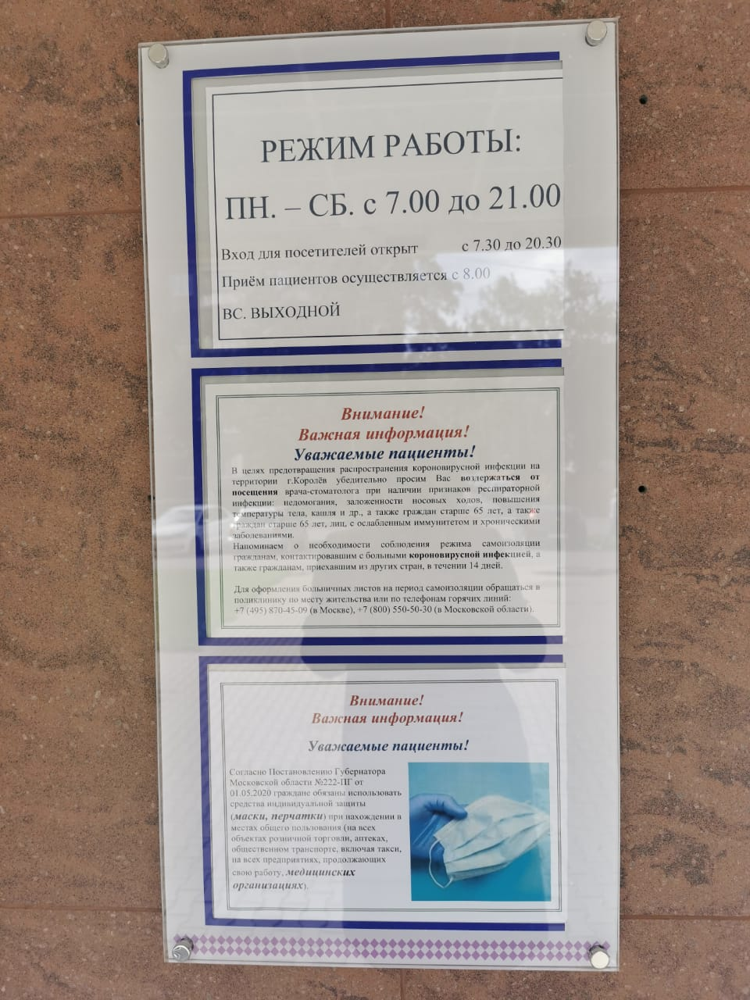 РЕЖИМ РАБОТЫ:
ПН. – СБ. с 7.00 до 21.00
Вход для посетителей открыт с 7.30 до 20.30
Приём пациентов осуществляется с 8.00
ВС. ВЫХОДНОЙ
Внимание!
Важная информация!
Уважаемые пациенты!
В целях предотвращения распространения короновирусной инфекции на
территории г.Королёв убедительно просим Вас воздержаться от
посещения врача-стоматолога при наличии признаков респираторной
инфекции: недомогания, заложенности носовых ходов, повышения
температуры тела, кашля и др., а также граждан старше 65 лет, а также
граждан старше 65 лет, лиц, с ослабленным иммунитетом и хроническими
заболеваниями.
Напоминаем о необходимости соблюдения режима самоизоляции
гражданам, контактировавшим с больными короновирусной инфекцией, а
также гражданам, приехавшим из других стран, в течении 14 дней.
Для оформления больничных листов на период самоизоляции обращаться в
поликлинику по месту жительства или по телефонам горячих линий:
+7 (495) 870-45-09 (в Москве), +7 (800) 550-50-30 (в Московской области).
Внимание!
Важная информация!
Уважаемые пациенты!
Согласно Постановлению Губернатора
Московской области №222-ПГ от
01.05.2020 граждане обязаны использовать
средства индивидуальной защиты
(маски, перчатки) при нахождении в
местах общего пользования (на всех
объектах розничной торговли, аптеках,
общественном транспорте, включая такси,
на всех предприятиях, продолжающих
свою работу, медицинских
организациях).